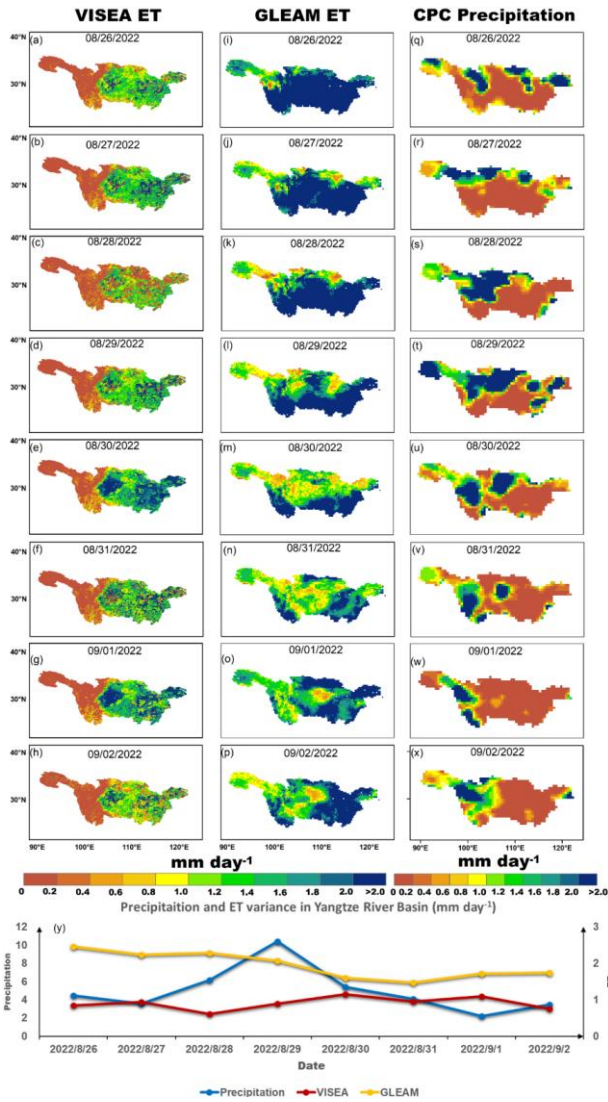 VISEA ET GLEAM ET CPC Precipitation
40°N (a) 08/26/2022 (i) 08/26/2022 (q) 08/26/2022
30°N
(b) 08/27/2022 (j) 08/27/2022 (r) 08/27/2022
40°N
30°N
(c) 08/28/2022 (k) 08/28/2022 (s) 08/28/2022
40°N
30°N
(d) 08/29/2022 (l) 08/29/2022 (t) 08/29/2022
40°N
30°N
(e) 08/30/2022 (m) 08/30/2022 (u) 08/30/2022
40°N
30°N
(f) 08/31/2022 (n) 08/31/2022 (v) 08/31/2022
40°N
30°N
(g) 09/01/2022 (o) 09/01/2022 (w) 09/01/2022
40°N
30°N
(h) 09/02/2022 (p) 09/02/2022 (x) 09/02/2022
40°N
30°N
90°E 100°E 110°E 120°E 90°E 100°E 110°E 120°E 90°E 100°E 110°E 120°E
mm day-1 mm day-1
0.2 0.4 0.6 0.8 1.0 1.2 1.4 1.6 1.8 2.0 >2.0 0.2 0.4 0.6 0.8 1.0 1.2 1.4 1.6 1.8 2.0 >2.0
Precipitaition and ET variance in Yangtze River Basin (mm day-1)
12 (y) 3
10
8 2
6
4 1
2
0 0
Precipitation
2022/8/26 2022/8/27 2022/8/28 2022/8/29 2022/8/30 2022/8/31 2022/9/1 2022/9/2
Date
Precipitation VISEA GLEAM